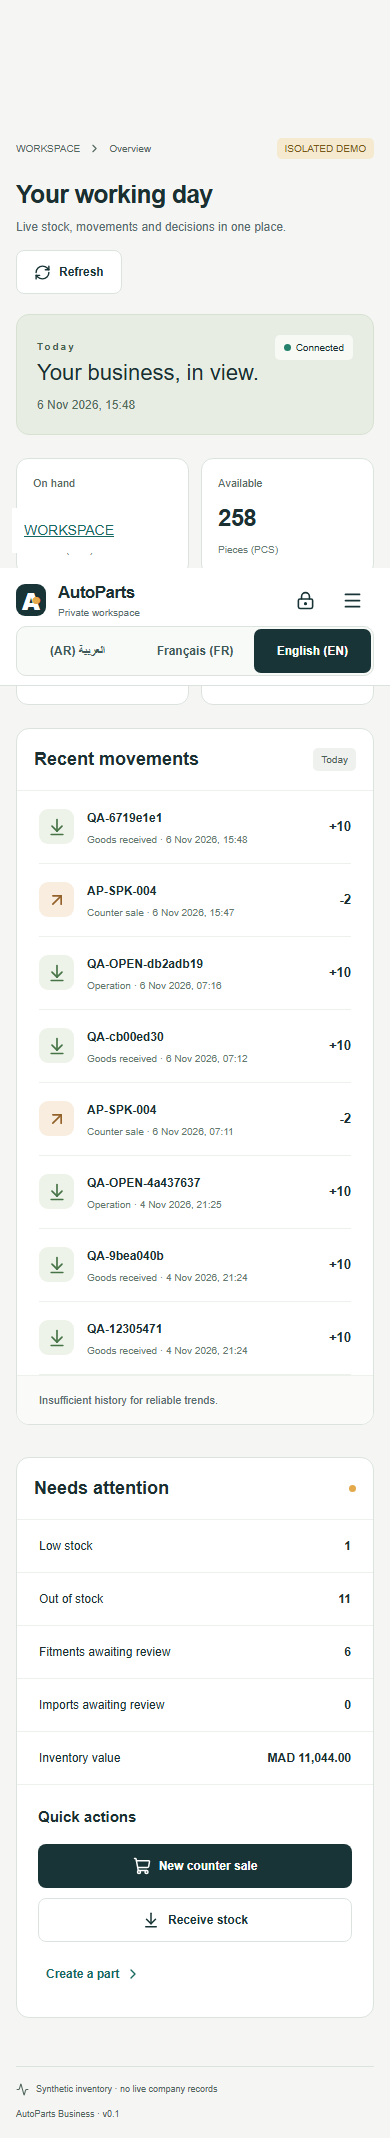 WORKSPACE > Overview
ISOLATED DEMO
Your working day
Live stock, movements and decisions in one place.
Refresh
Today
Connected
Your business, in view.
6 Nov 2026, 15:48
On hand
Available
WORKSPACE
258
Pieces (PCS)
AutoParts
Private workspace
العربية (AR)
Français (FR)
English (EN)
Recent movements
Today
QA-6719e1e1
Goods received · 6 Nov 2026, 15:48
+10
AP-SPK-004
Counter sale · 6 Nov 2026, 15:47
-2
QA-OPEN-db2adb19
Operation · 6 Nov 2026, 07:16
+10
QA-cb00ed30
Goods received · 6 Nov 2026, 07:12
+10
AP-SPK-004
Counter sale · 6 Nov 2026, 07:11
-2
QA-OPEN-4a437637
Operation · 4 Nov 2026, 21:25
+10
QA-9bea040b
Goods received · 4 Nov 2026, 21:24
+10
QA-12305471
Goods received · 4 Nov 2026, 21:24
+10
Insufficient history for reliable trends.
Needs attention
Low stock 1
Out of stock 11
Fitments awaiting review 6
Imports awaiting review 0
Inventory value MAD 11,044.00
Quick actions
New counter sale
Receive stock
Create a part
Synthetic inventory · no live company records
AutoParts Business · v0.1